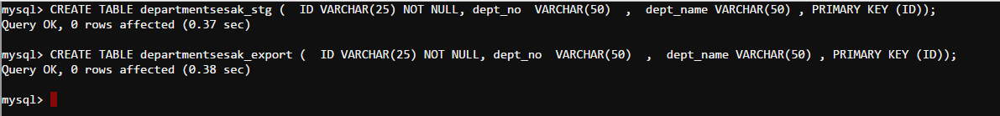 mysql> CREATE TABLE departmentsesak_stg (  ID VARCHAR(25) NOT NULL, dept_no  VARCHAR(50)  ,  dept_name VARCHAR(50) , PRIMARY KEY (ID));
Query OK, 0 rows affected (0.37 sec)
mysql> CREATE TABLE departmentsesak_export (  ID VARCHAR(25) NOT NULL, dept_no  VARCHAR(50)  ,  dept_name VARCHAR(50) , PRIMARY KEY (ID));
Query OK, 0 rows affected (0.38 sec)
mysql>